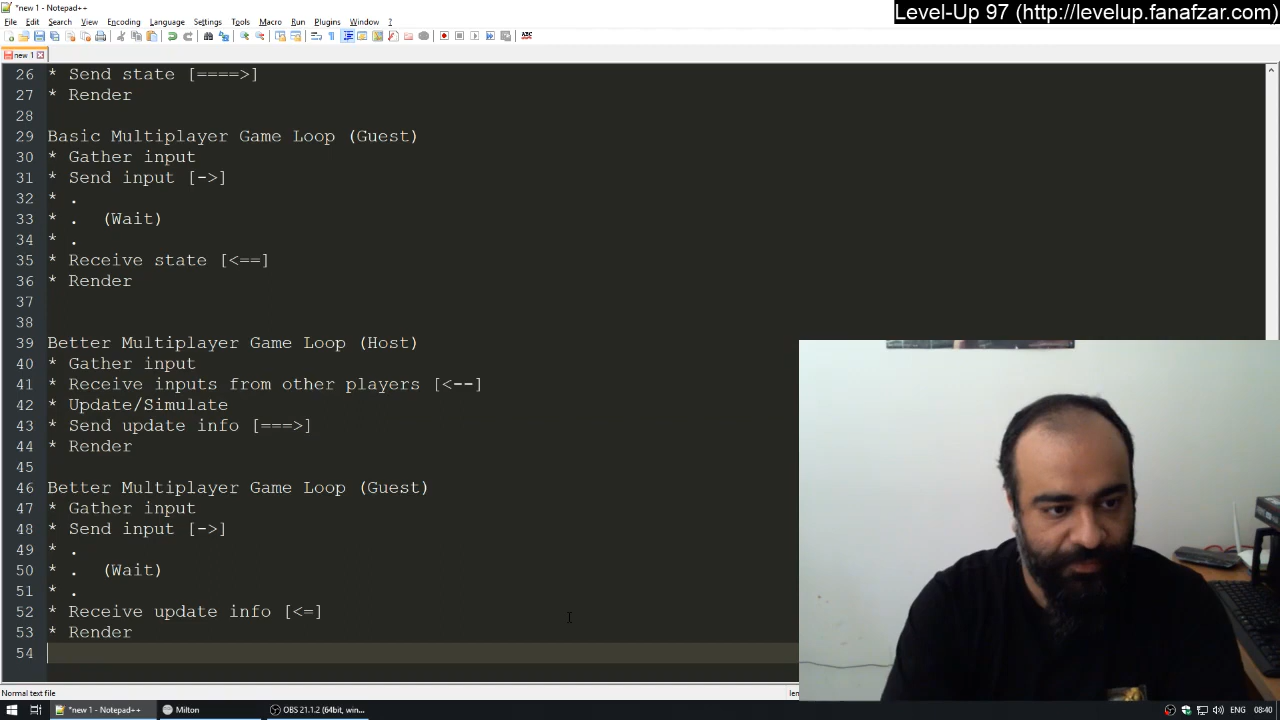 *new 1 - Notepad++
Level-Up 97 (http://levelup.fanafzar.com)
File Edit Search View Encoding Language Settings Tools Macro Run Plugins Window ?
ABC
new 1
26 * Send state [====>]
27 * Render
28
29 Basic Multiplayer Game Loop (Guest)
30 * Gather input
31 * Send input [->]
32 * .
33 * .  (Wait)
34 * .
35 * Receive state [<==]
36 * Render
37
38
39 Better Multiplayer Game Loop (Host)
40 * Gather input
41 * Receive inputs from other players [<--]
42 * Update/Simulate
43 * Send update info [===>]
44 * Render
45
46 Better Multiplayer Game Loop (Guest)
47 * Gather input
48 * Send input [->]
49 * .
50 * .  (Wait)
51 * .
52 * Receive update info [<=]
53 * Render
54
Normal text file
*new 1 - Notepad++ Milton OBS 21.1.2 (64bit, win... ENG 08:40